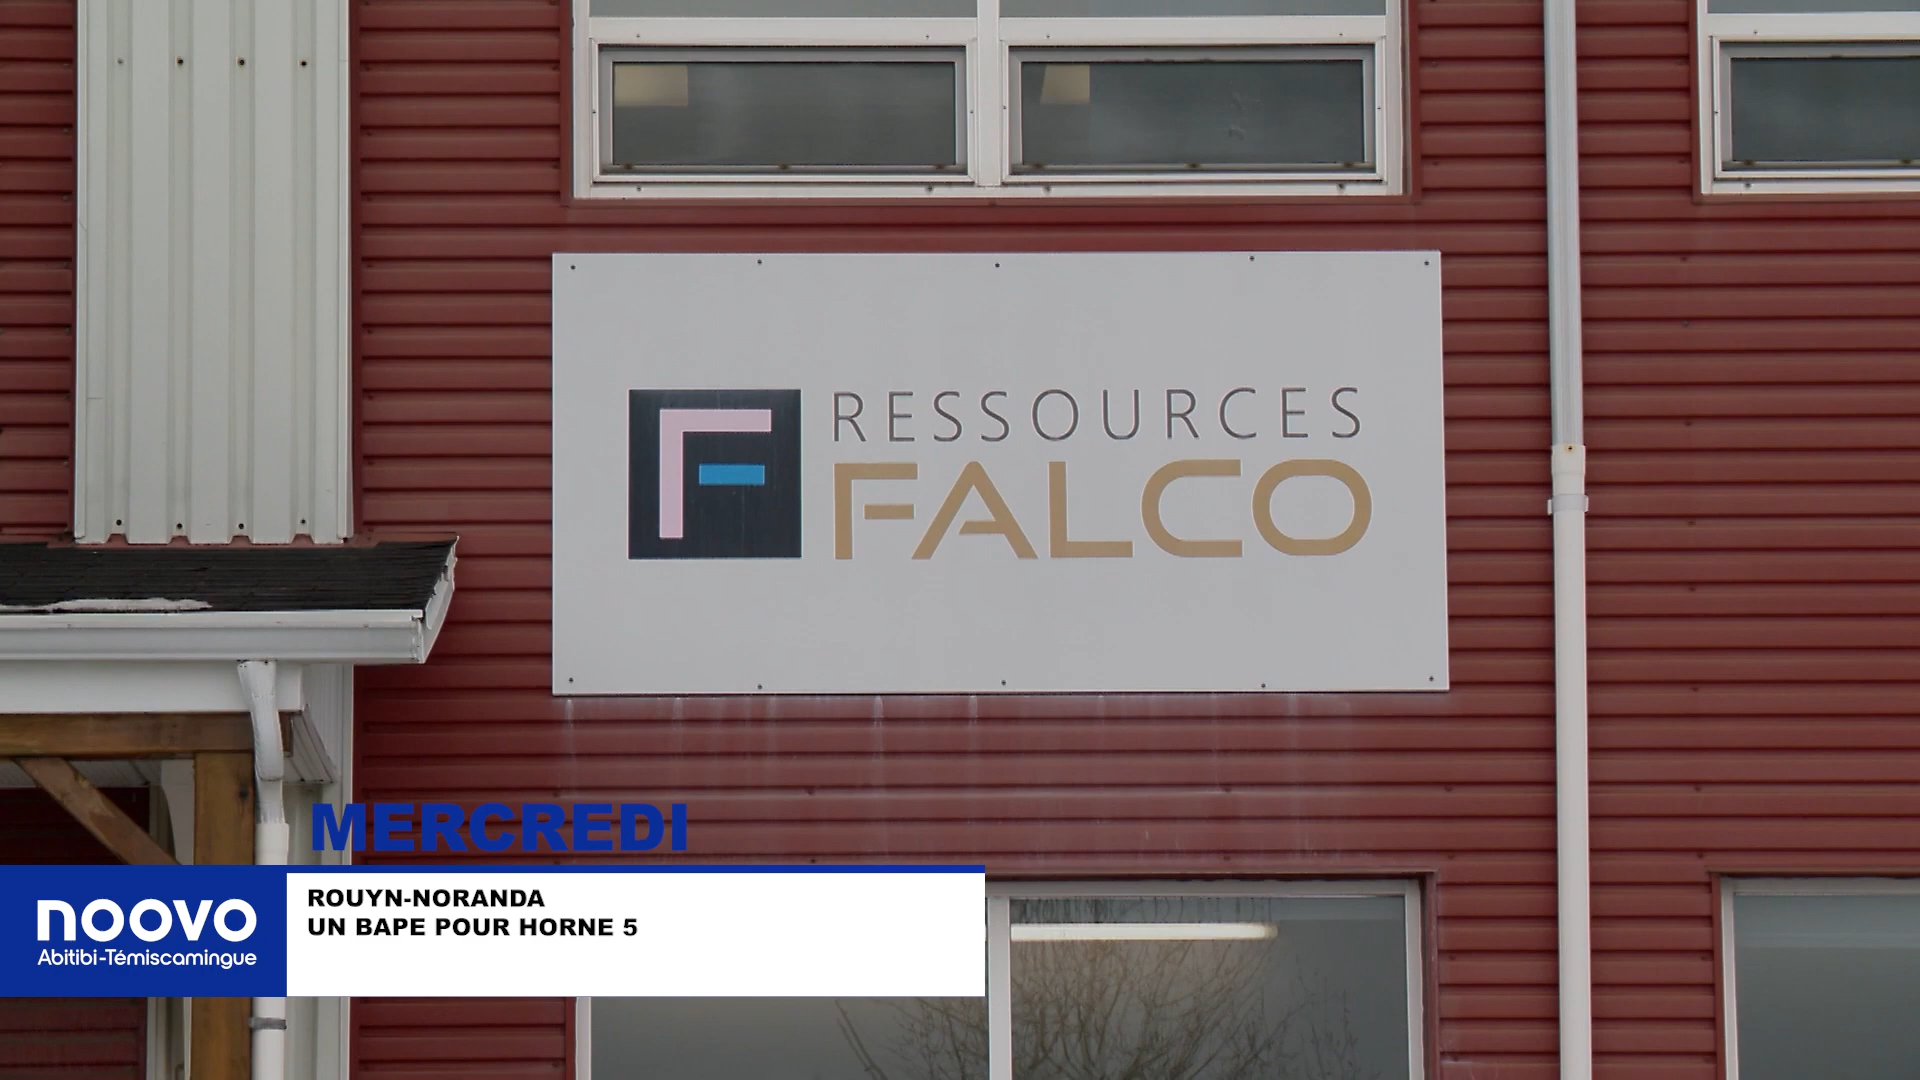 RESSOURCES
FALCO
MERCREDI
noovo
Abitibi-Témiscamingue
ROUYN-NORANDA
UN BAPE POUR HORNE 5